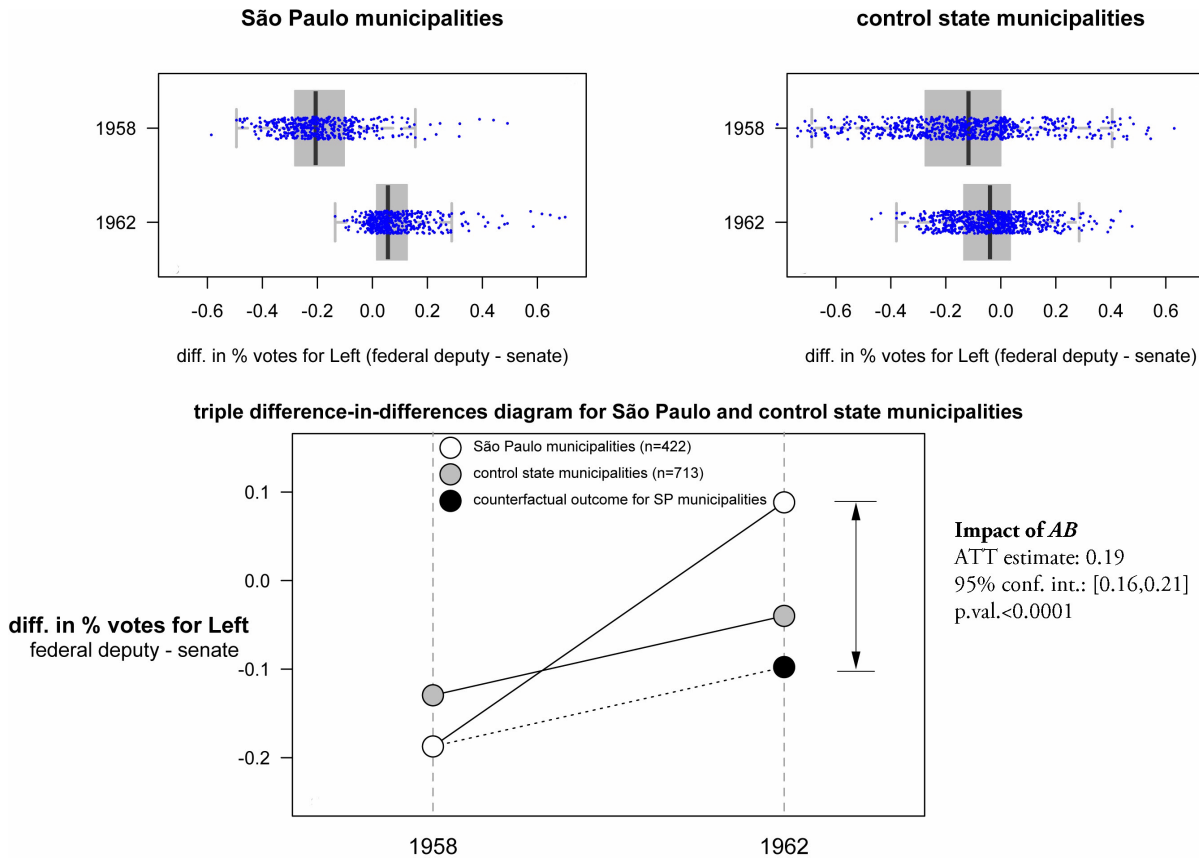 São Paulo municipalities
control state municipalities
1958
1962
-0.6 -0.4 -0.2 0.0 0.2 0.4 0.6
diff. in % votes for Left (federal deputy - senate)
1958
1962
-0.6 -0.4 -0.2 0.0 0.2 0.4 0.6
diff. in % votes for Left (federal deputy - senate)
triple difference-in-differences diagram for São Paulo and control state municipalities
São Paulo municipalities (n=422)
control state municipalities (n=713)
counterfactual outcome for SP municipalities
0.1
0.0
-0.1
-0.2
diff. in % votes for Left
federal deputy - senate
1958 1962
Impact of AB
ATT estimate: 0.19
95% conf. int.: [0.16,0.21]
p.val.<0.0001